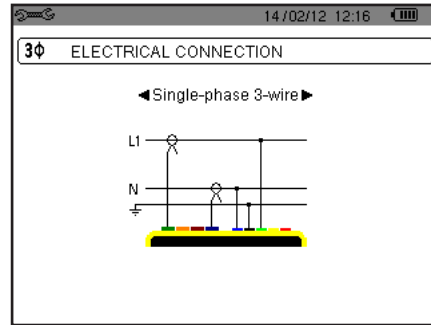 14/02/12 12:16
3Φ ELECTRICAL CONNECTION
◄Single-phase 3-wire►
L1
N